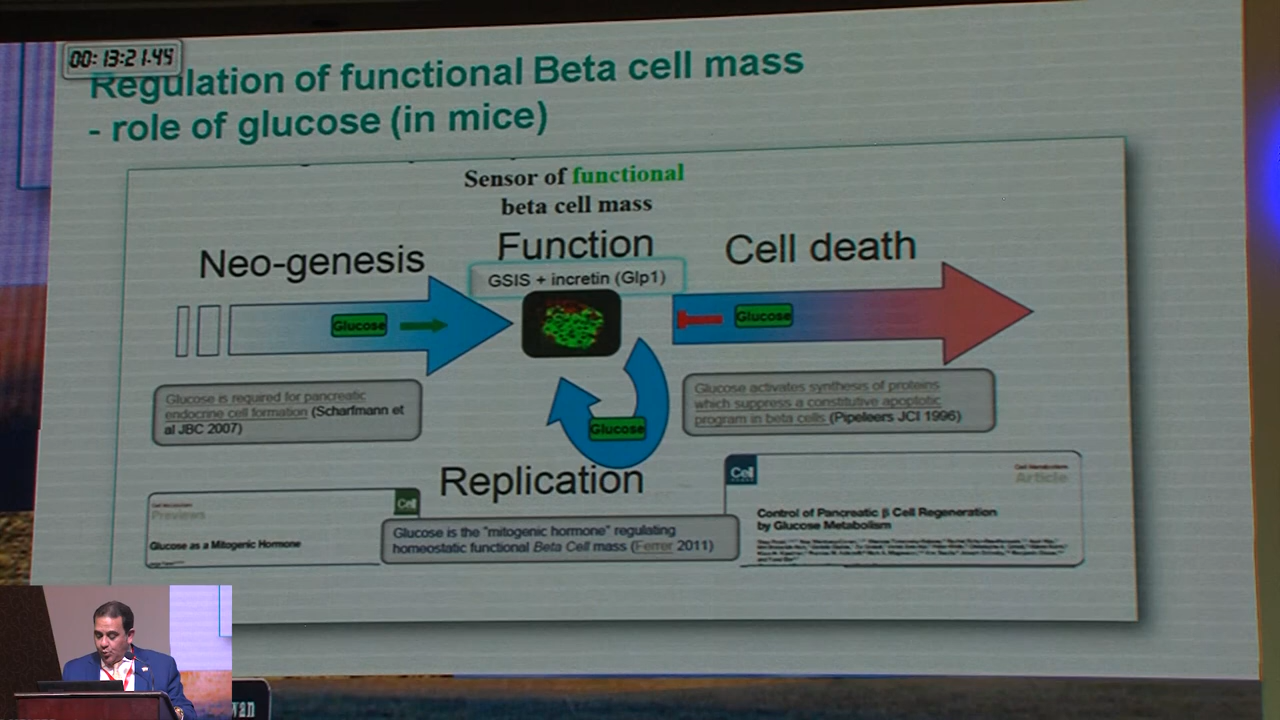 00:13:21.45
Regulation of functional Beta cell mass
- role of glucose (in mice)
Sensor of functional
beta cell mass
Neo-genesis
Function
Cell death
GSIS + incretin (Glp1)
Glucose
Glucose
Glucose is required for pancreatic
endocrine cell formation (Scharfmann et
al JBC 2007)
Glucose activates synthesis of proteins
which suppress a constitutive apoptotic
program in beta cells (Pipeleers JCI 1996)
Glucose
Replication
Cell
Previews
Glucose as a Mitogenic Hormone
Glucose is the "mitogenic hormone" regulating
homeostatic functional Beta Cell mass (Ferrer 2011)
Cell
Cell Metabolism
Article
Control of Pancreatic β Cell Regeneration
by Glucose Metabolism
wan